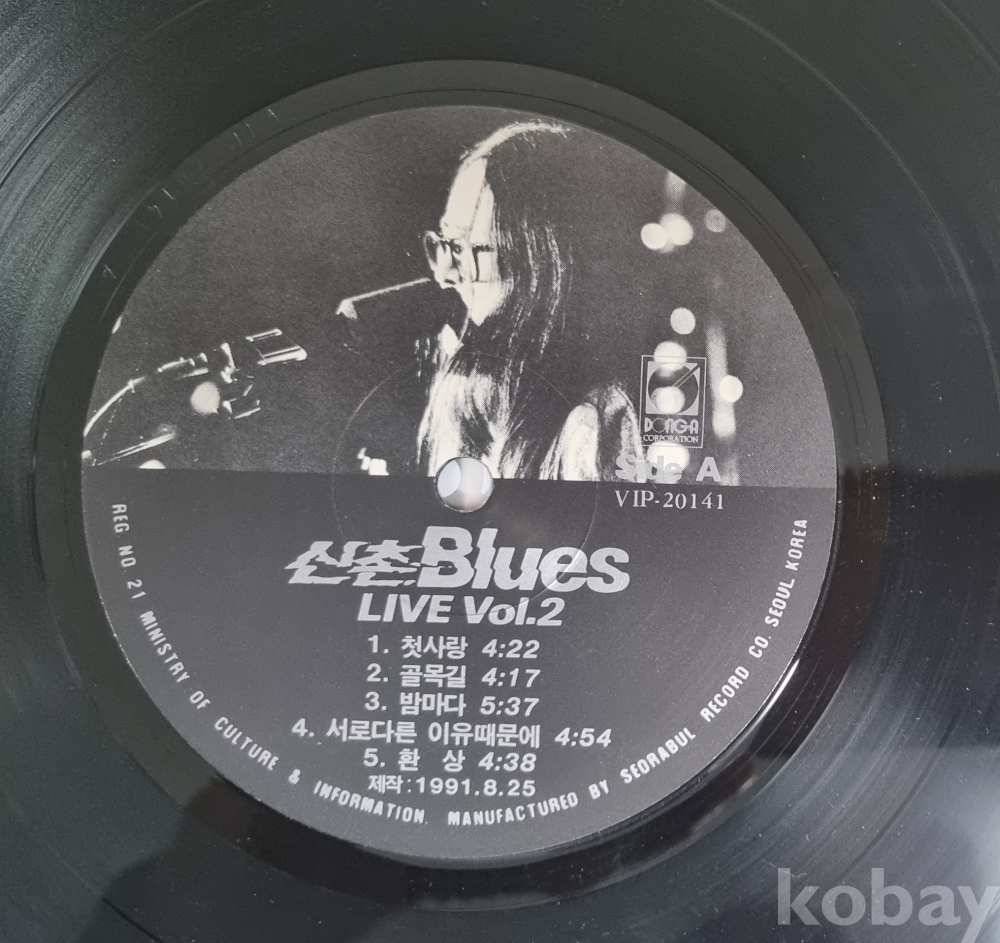 DONG-A
CORPORATION
Side A
VIP-20141
신촌Blues
LIVE Vol.2
1. 첫사랑 4:22
2. 골목길 4:17
3. 밤마다 5:37
4. 서로다른 이유때문에 4:54
5. 환 상 4:38
제작:1991.8.25
REG NO 21 MINISTRY OF CULTURE & INFORMATION. MANUFACTURED BY SEORABUL RECORD CO. SEOUL KOREA
kobay